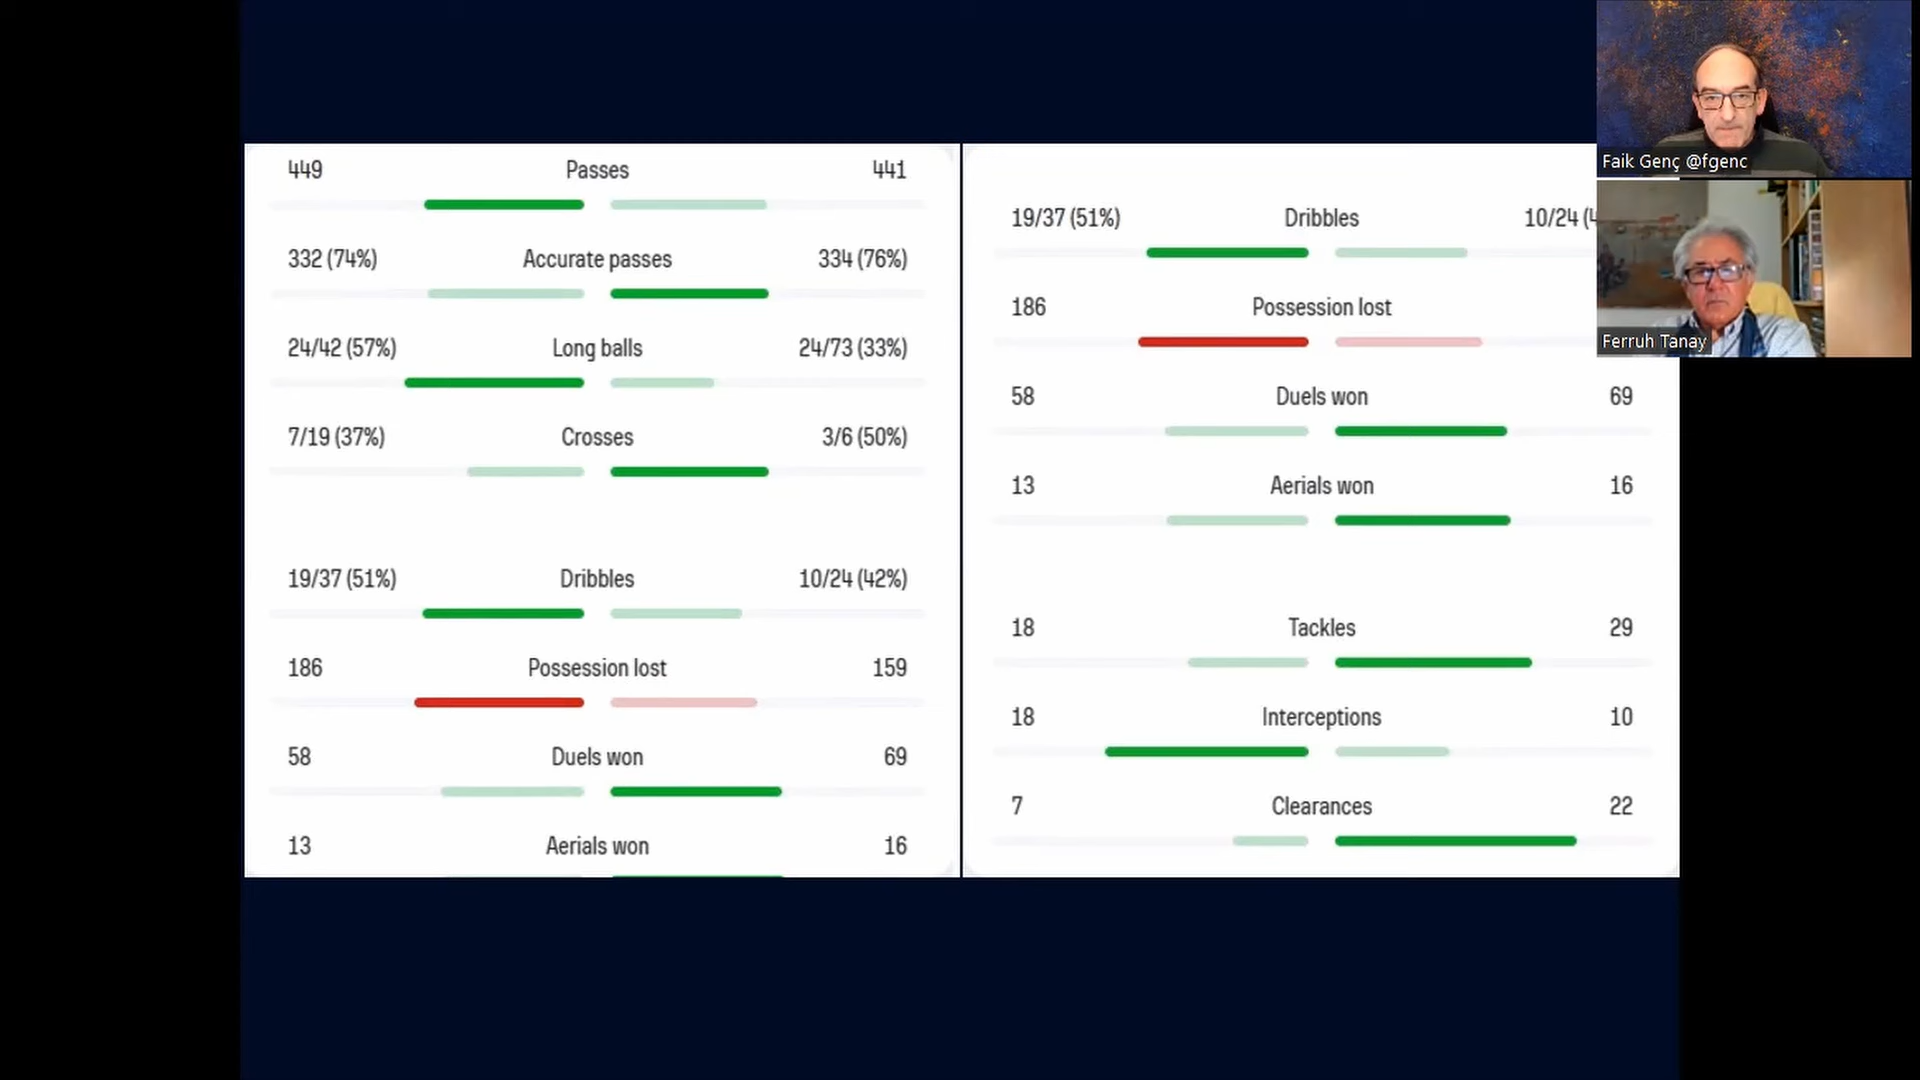 449 Passes 441
332 (74%) Accurate passes 334 (76%)
24/42 (57%) Long balls 24/73 (33%)
7/19 (37%) Crosses 3/6 (50%)
19/37 (51%) Dribbles 10/24 (42%)
186 Possession lost 159
58 Duels won 69
13 Aerials won 16
19/37 (51%) Dribbles 10/24 (4
186 Possession lost
58 Duels won 69
13 Aerials won 16
18 Tackles 29
18 Interceptions 10
7 Clearances 22
Faik Genç @fgenc
Ferruh Tanay